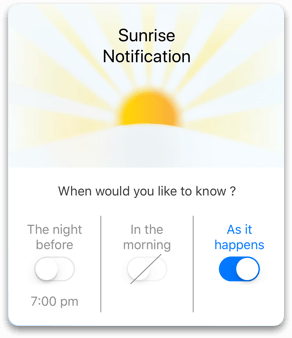 Sunrise
Notification
When would you like to know ?
The night
before
In the
morning
As it
happens
7:00 pm